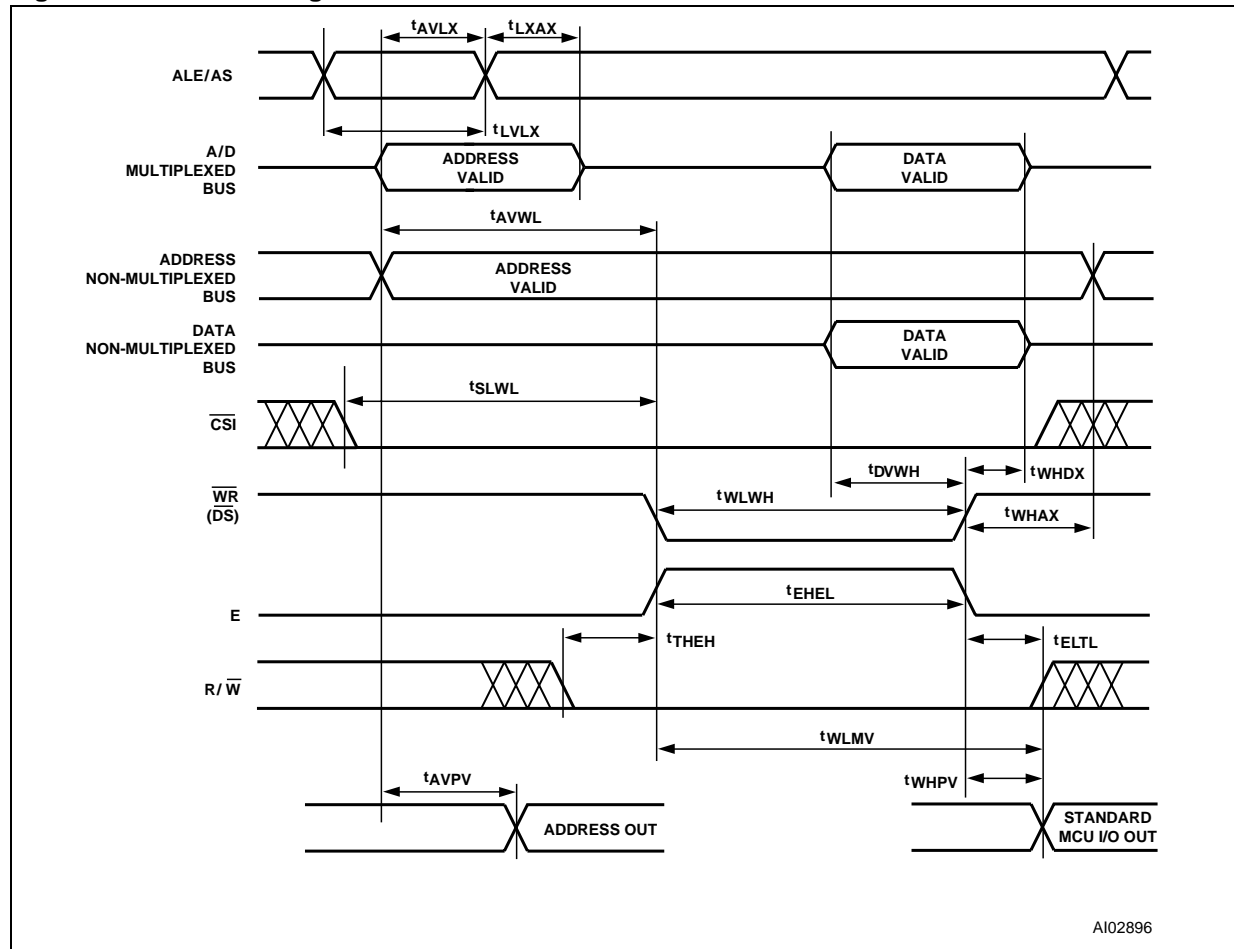 tAVLX tLXAX
ALE/AS
tLVLX
A/D
MULTIPLEXED
BUS
ADDRESS
VALID
DATA
VALID
tAVWL
ADDRESS
NON-MULTIPLEXED
BUS
ADDRESS
VALID
DATA
NON-MULTIPLEXED
BUS
DATA
VALID
tSLWL
CSI
tDVWH tWHDX
WR
(DS)
tWLWH
tWHAX
tEHEL
E
tTHEH tELTL
R/W
tWLMV
tAVPV tWHPV
ADDRESS OUT
STANDARD
MCU I/O OUT
AI02896